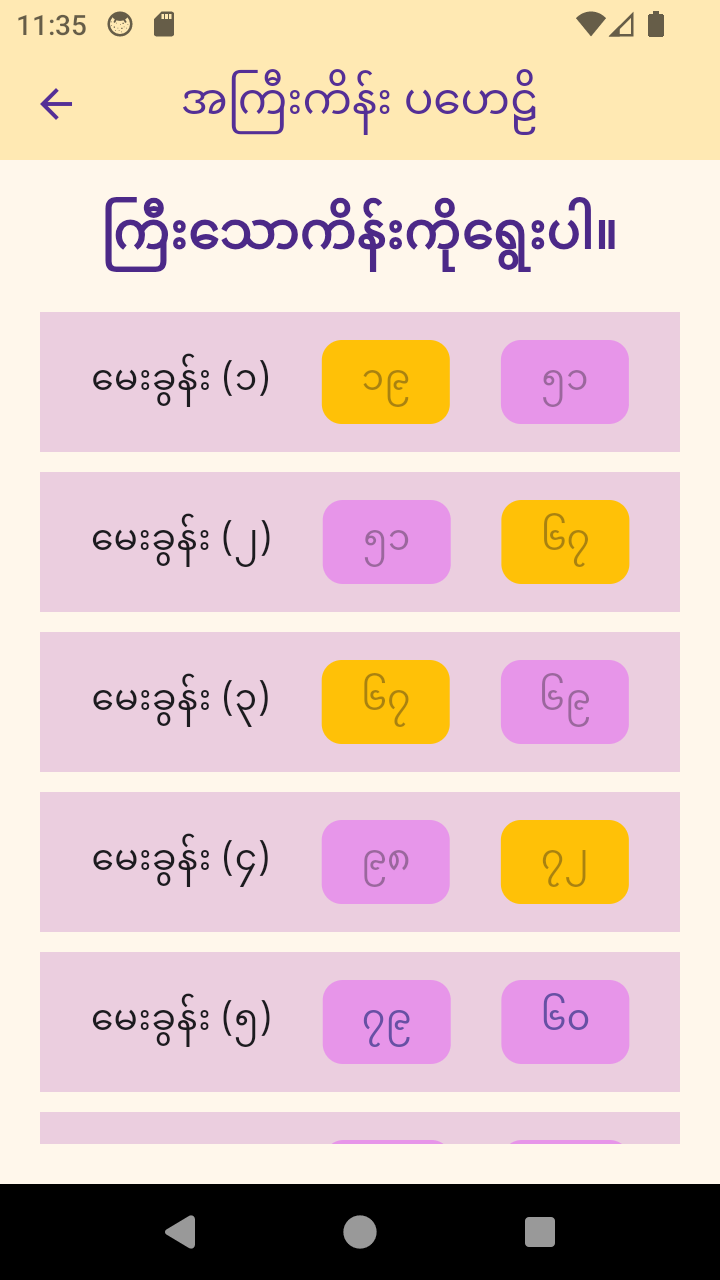 11:35
အကြီးကိန်း ပဟေဠိ
ကြီးသောကိန်းကိုရွေးပါ။
မေးခွန်း (၁) ၁၉ ၅၁
မေးခွန်း (၂) ၅၁ ၆၇
မေးခွန်း (၃) ၆၇ ၆၉
မေးခွန်း (၄) ၉၈ ၇၂
မေးခွန်း (၅) ၇၉ ၆၀